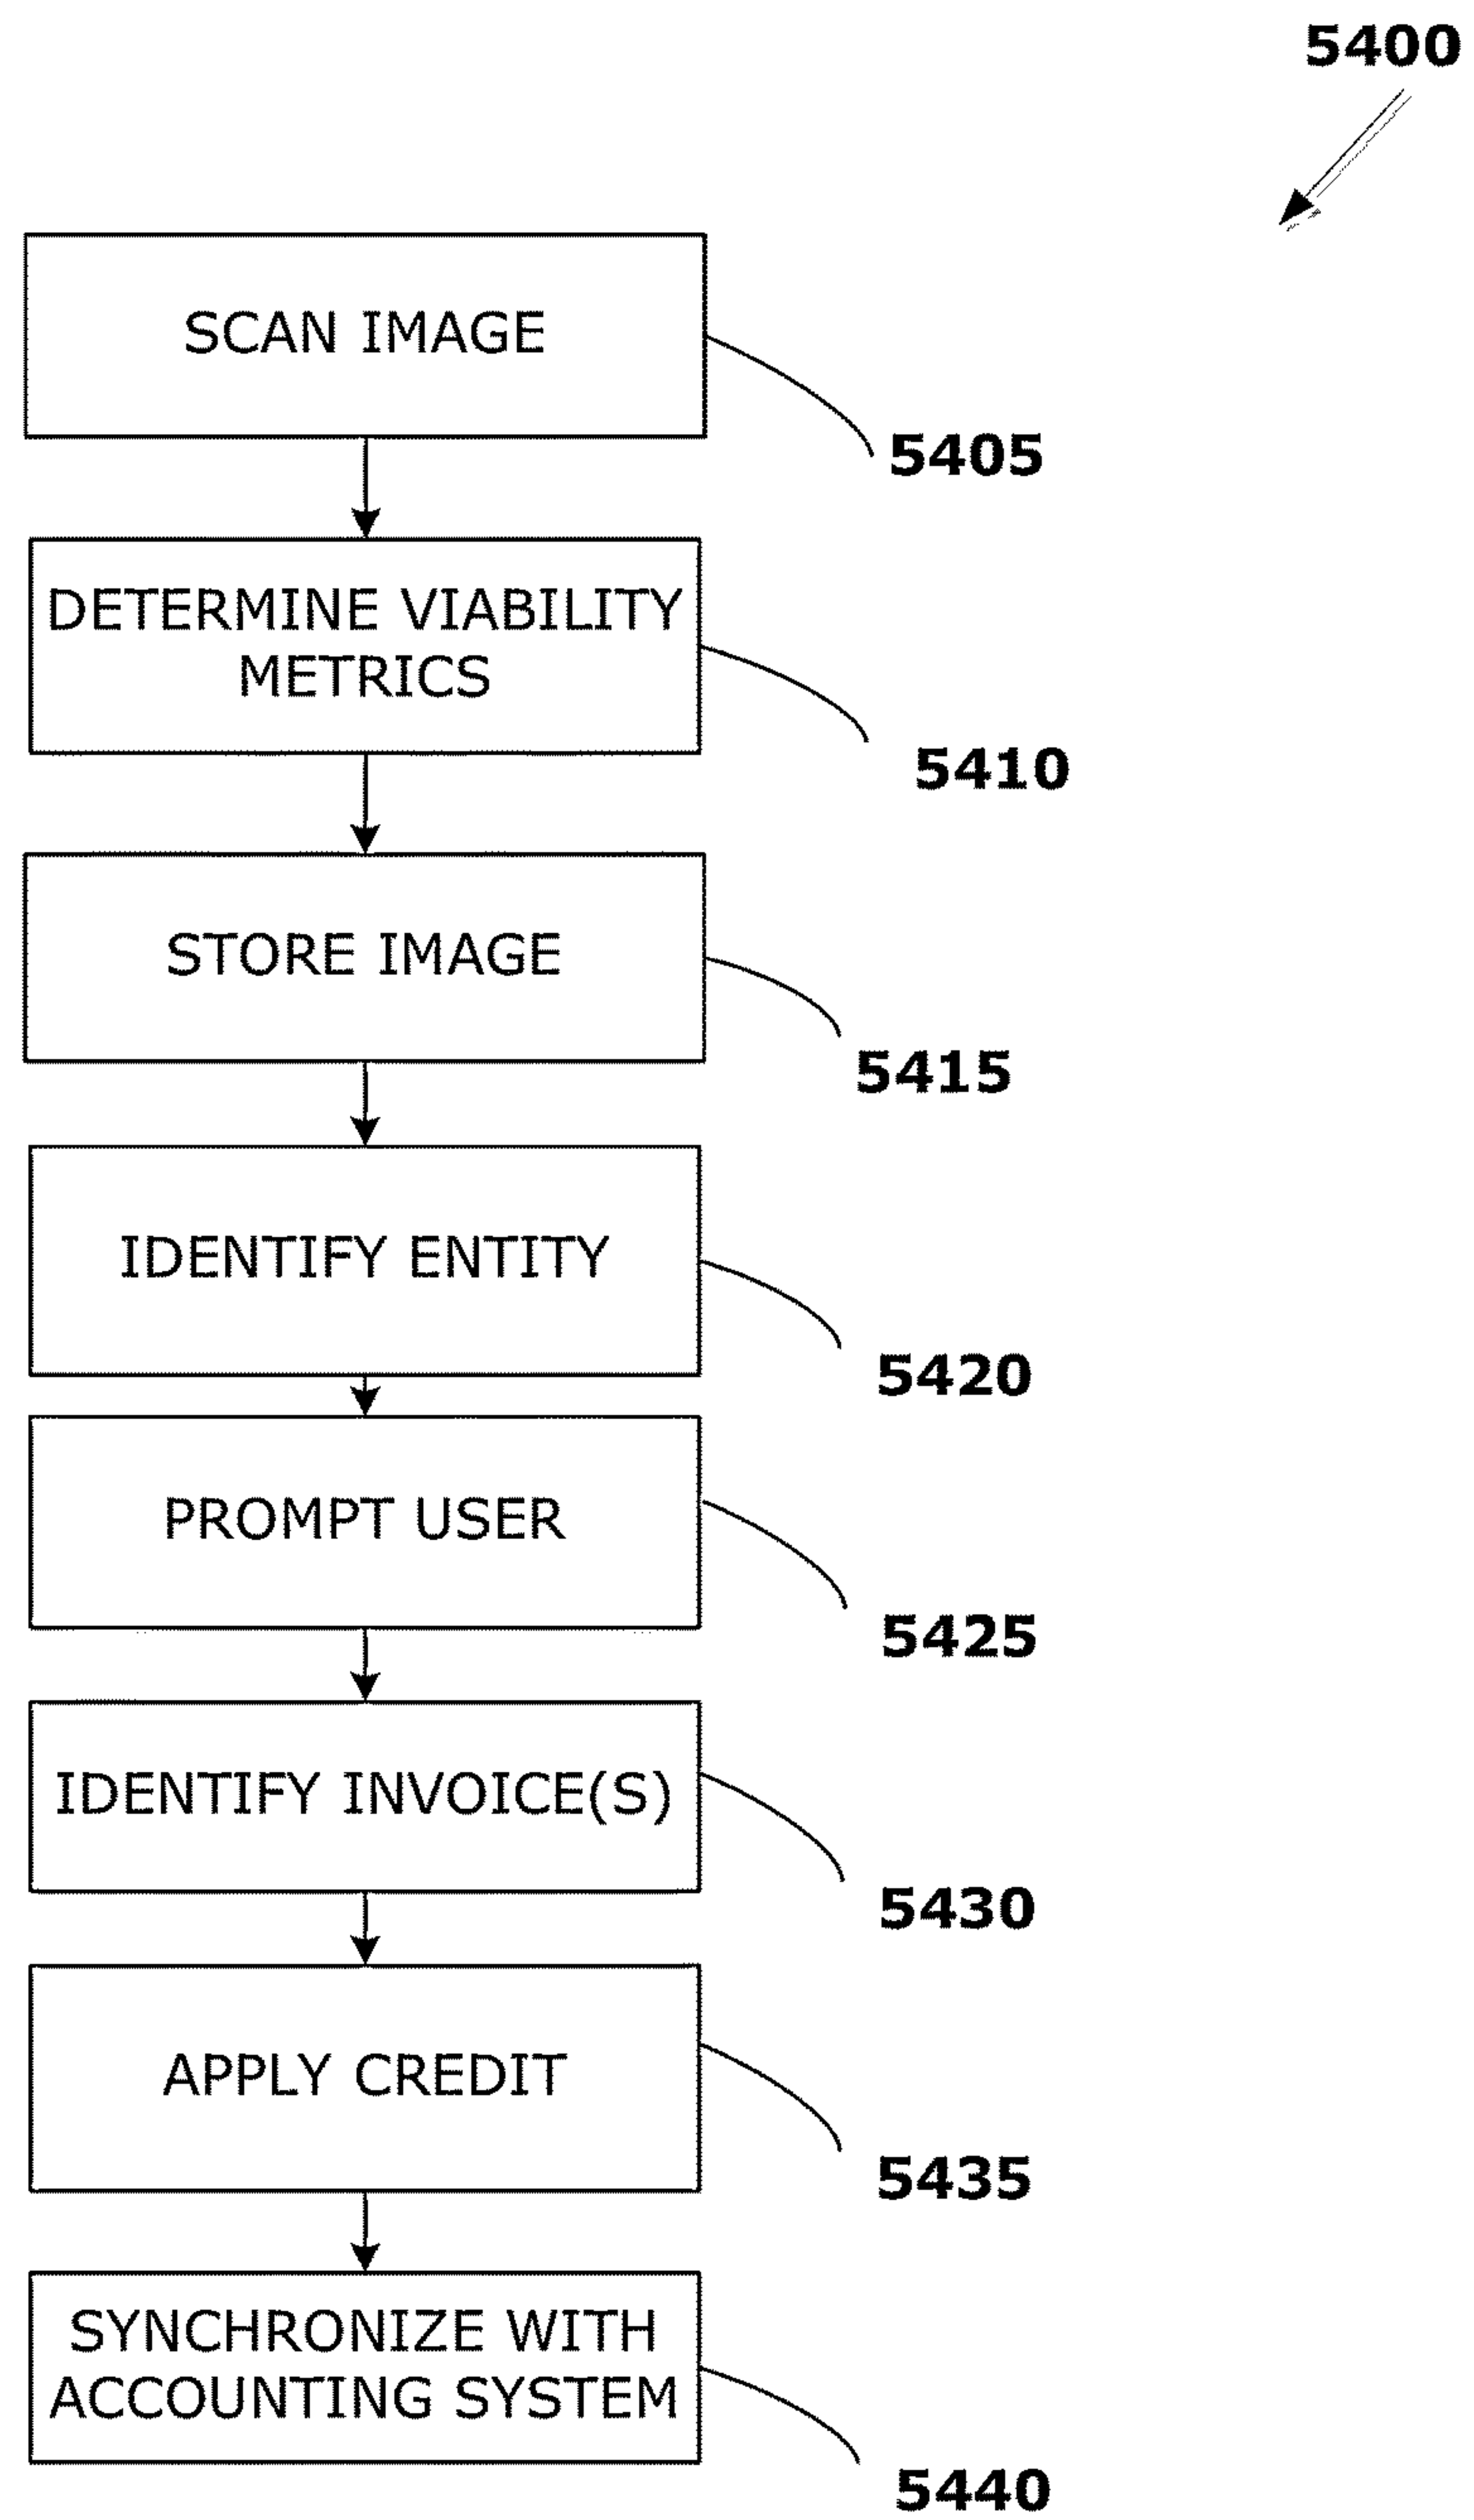 5400
SCAN IMAGE
5405
DETERMINE VIABILITY
METRICS
5410
STORE IMAGE
5415
IDENTIFY ENTITY
5420
PROMPT USER
5425
IDENTIFY INVOICE(S)
5430
APPLY CREDIT
5435
SYNCHRONIZE WITH
ACCOUNTING SYSTEM
5440